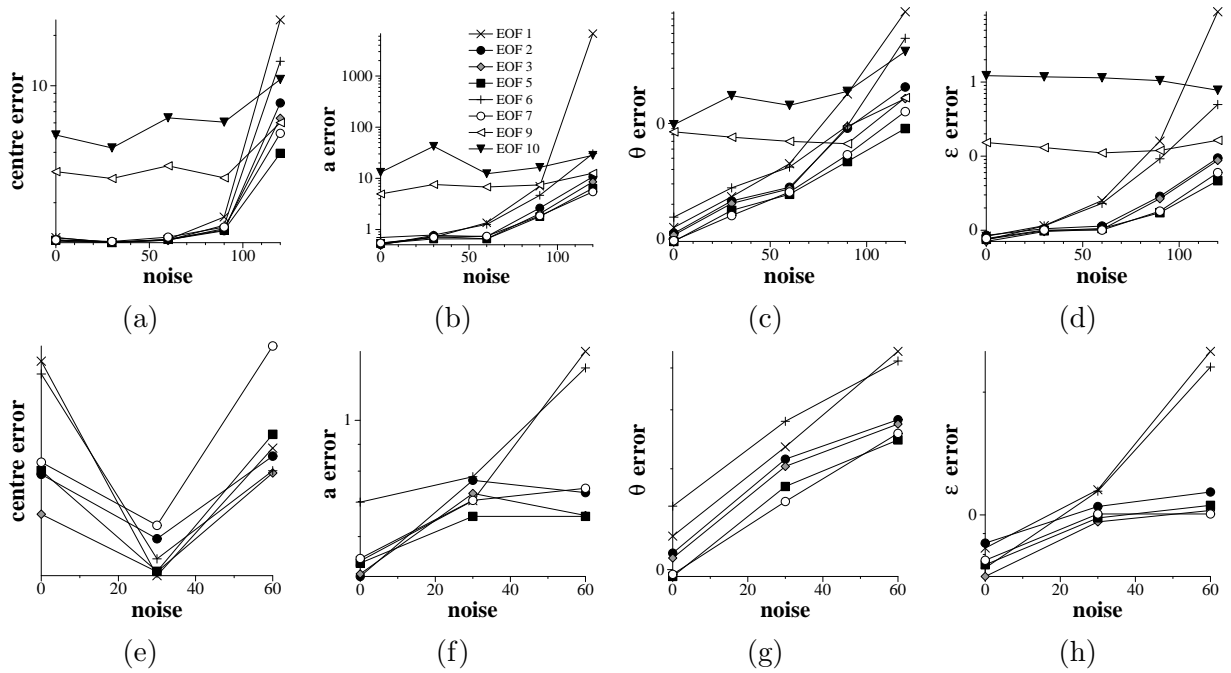 centre error
10
0
50
100
noise
(a)
a error
1000
100
10
1
0
50
100
noise
(b)
EOF 1
EOF 2
EOF 3
EOF 5
EOF 6
EOF 7
EOF 9
EOF 10
θ error
0
0
0
50
100
noise
(c)
ε error
1
0
0
0
50
100
noise
(d)
centre error
0
20
40
60
noise
(e)
a error
1
0
20
40
60
noise
(f)
θ error
0
0
20
40
60
noise
(g)
ε error
0
0
20
40
60
noise
(h)